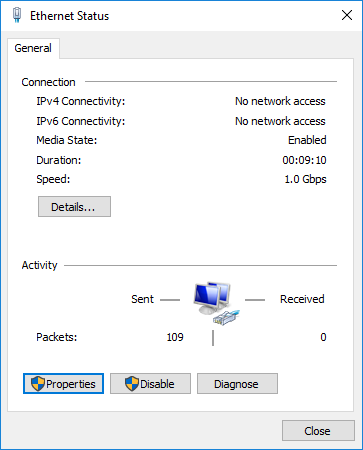 Ethernet Status
General
Connection
IPv4 Connectivity: No network access
IPv6 Connectivity: No network access
Media State: Enabled
Duration: 00:09:10
Speed: 1.0 Gbps
Details...
Activity
Sent Received
Packets: 109 0
Properties Disable Diagnose
Close